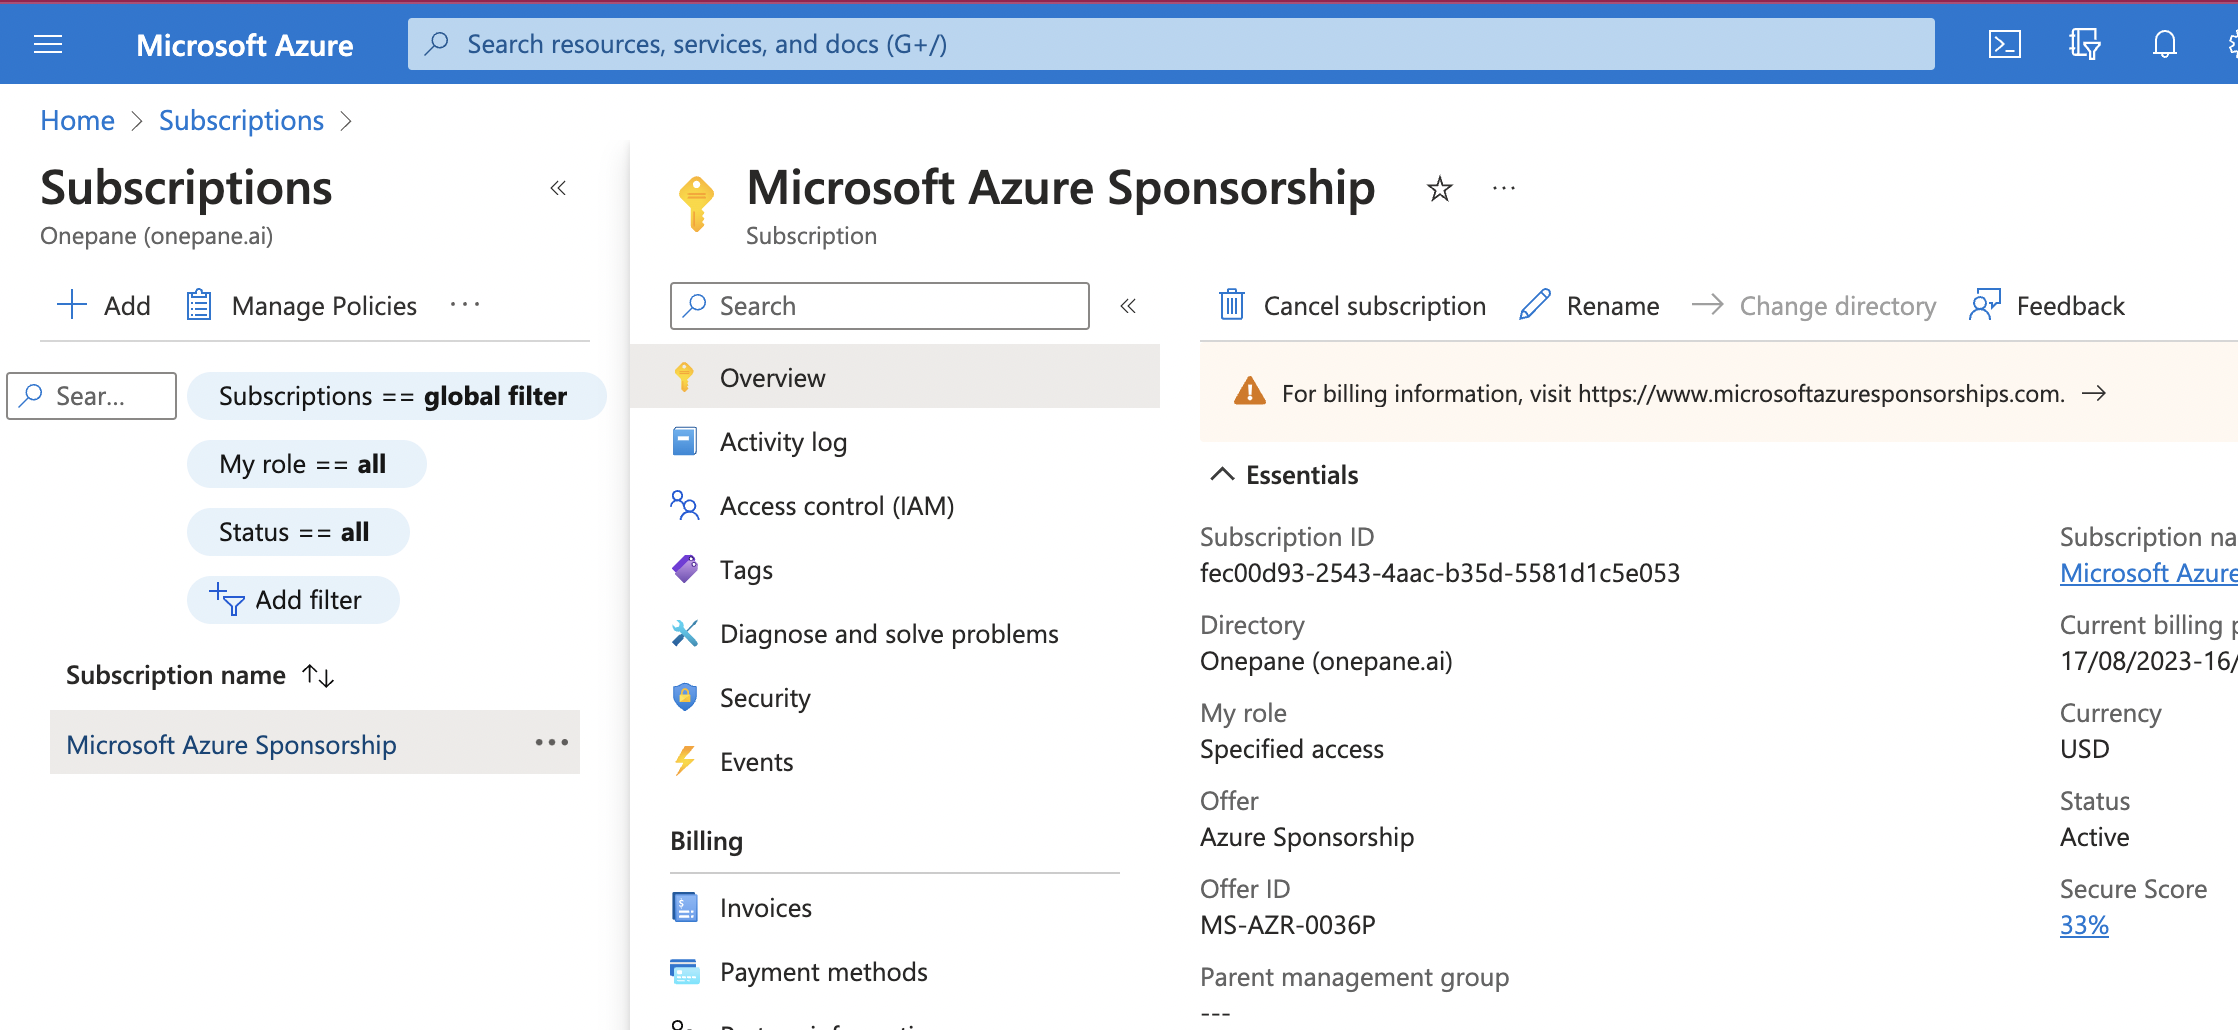 Microsoft Azure
Search resources, services, and docs (G+/)
Home > Subscriptions >
Subscriptions
Onepane (onepane.ai)
Add
Manage Policies
Sear...
Subscriptions == global filter
My role == all
Status == all
Add filter
Subscription name
Microsoft Azure Sponsorship
Microsoft Azure Sponsorship
Subscription
Search
Overview
Activity log
Access control (IAM)
Tags
Diagnose and solve problems
Security
Events
Billing
Invoices
Payment methods
Cancel subscription
Rename
Change directory
Feedback
For billing information, visit https://www.microsoftazuresponsorships.com.
Essentials
Subscription ID
fec00d93-2543-4aac-b35d-5581d1c5e053
Directory
Onepane (onepane.ai)
My role
Specified access
Offer
Azure Sponsorship
Offer ID
MS-AZR-0036P
Parent management group
---
Subscription na
Microsoft Azure
Current billing p
17/08/2023-16/
Currency
USD
Status
Active
Secure Score
33%